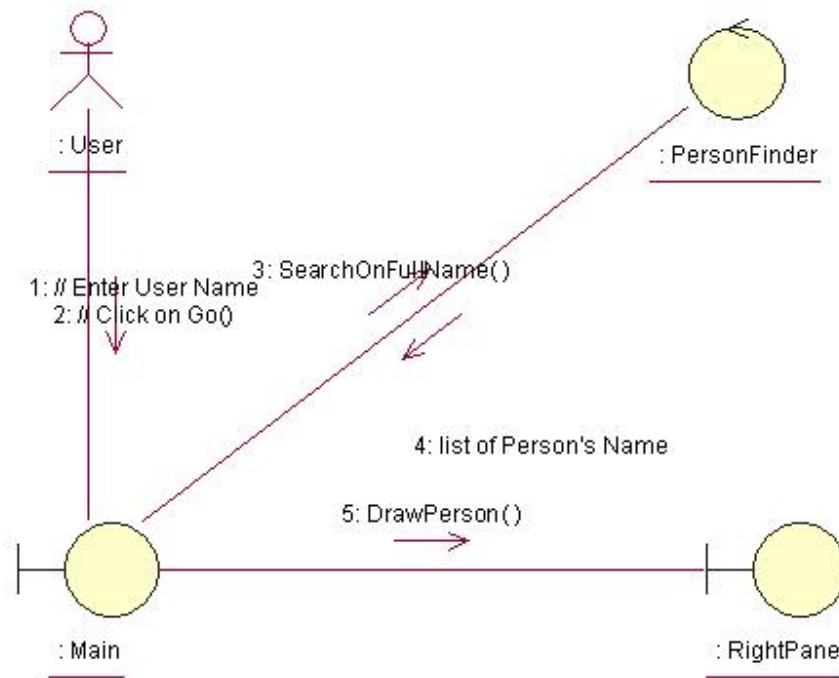 : User
: PersonFinder
3: SearchOnFullName()
1: // Enter User Name
2: // Click on Go()
4: list of Person's Name
5: DrawPerson()
: Main
: RightPane